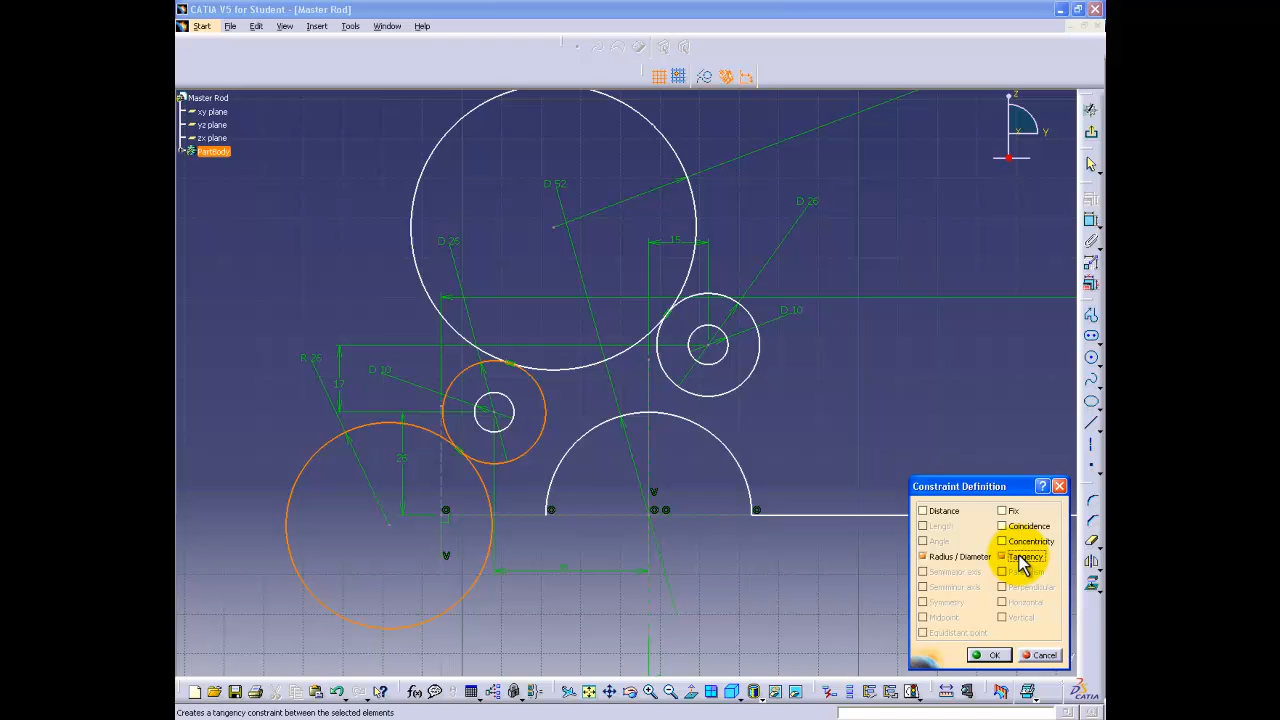 CATIA V5 for Student - [Master Rod]
Start File Edit View Insert Tools Window Help
Master Rod
xy plane
yz plane
zx plane
PartBody
Z
X Y
D 52
D 26
D 26
15
D 10
R 26
17
D 10
26
V
V
Constraint Definition
Distance Fix
Length Coincidence
Angle Concentricity
Radius / Diameter Tangency
Semimajor axis
Semiminor axis Perpendicular
Symmetry Horizontal
Midpoint Vertical
Equidistant point
OK Cancel
f(x)
CATIA
Creates a tangency constraint between the selected elements